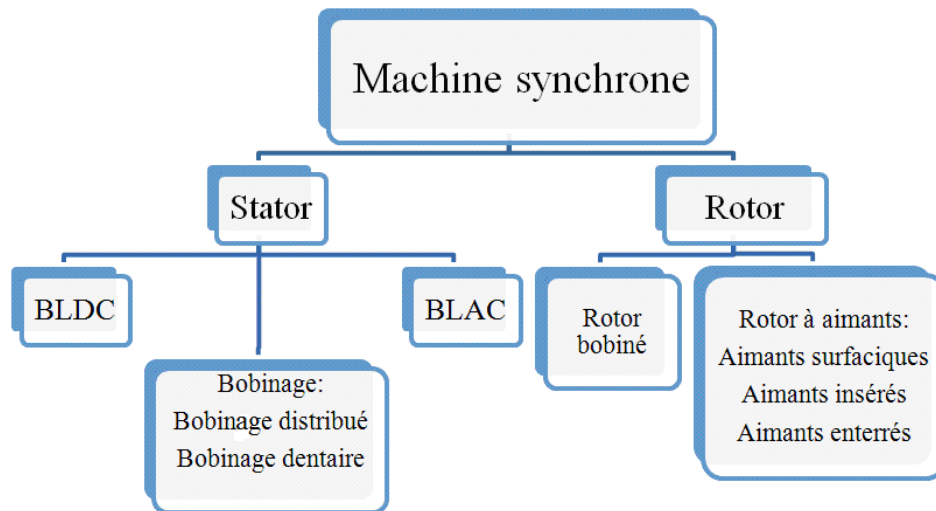 Machine synchrone
Stator
Rotor
BLDC
BLAC
Bobinage:
Bobinage distribué
Bobinage dentaire
Rotor
bobiné
Rotor à aimants:
Aimants surfaciques
Aimants insérés
Aimants enterrés